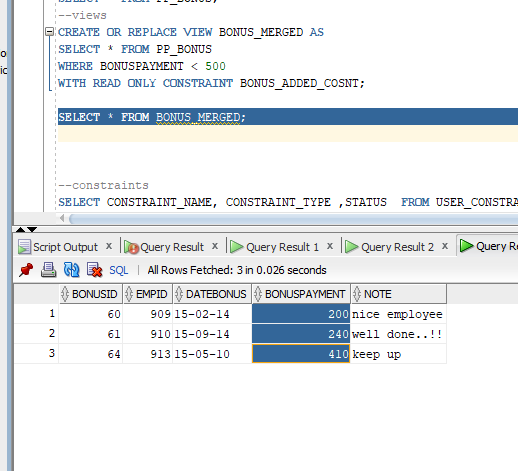 SELECT * FROM PP_BONUS;
--views
CREATE OR REPLACE VIEW BONUS_MERGED AS
SELECT * FROM PP_BONUS
WHERE BONUSPAYMENT < 500
WITH READ ONLY CONSTRAINT BONUS_ADDED_COSNT;
SELECT * FROM BONUS_MERGED;
--constraints
SELECT CONSTRAINT_NAME, CONSTRAINT_TYPE ,STATUS  FROM USER_CONSTRA
Script Output x Query Result x Query Result 1 x Query Result 2 x Query Re
SQL | All Rows Fetched: 3 in 0.026 seconds
BONUSID EMPID DATEBONUS BONUSPAYMENT NOTE
1 60 909 15-02-14 200 nice employee
2 61 910 15-09-14 240 well done..!!
3 64 913 15-05-10 410 keep up